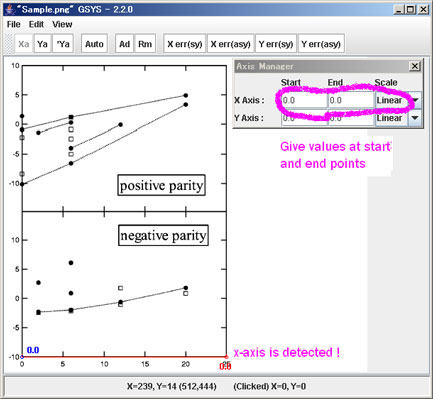 "Sample.png" GSYS - 2.2.0
File Edit View
Xa Ya 'Ya Auto Ad Rm X err(sy) X err(asy) Y err(sy) Y err(asy)
Axis Manager
Start End Scale
X Axis : 0.0 0.0 Linear
Y Axis : 0.0 0.0 Linear
Give values at start
and end points
10
5
0
-5
-10
positive parity
10
5
0
-5
-10
negative parity
0.0
0.0
0 5 10 15 20 25
x-axis is detected !
X=239, Y=14 (512,444) (Clicked) X=0, Y=0